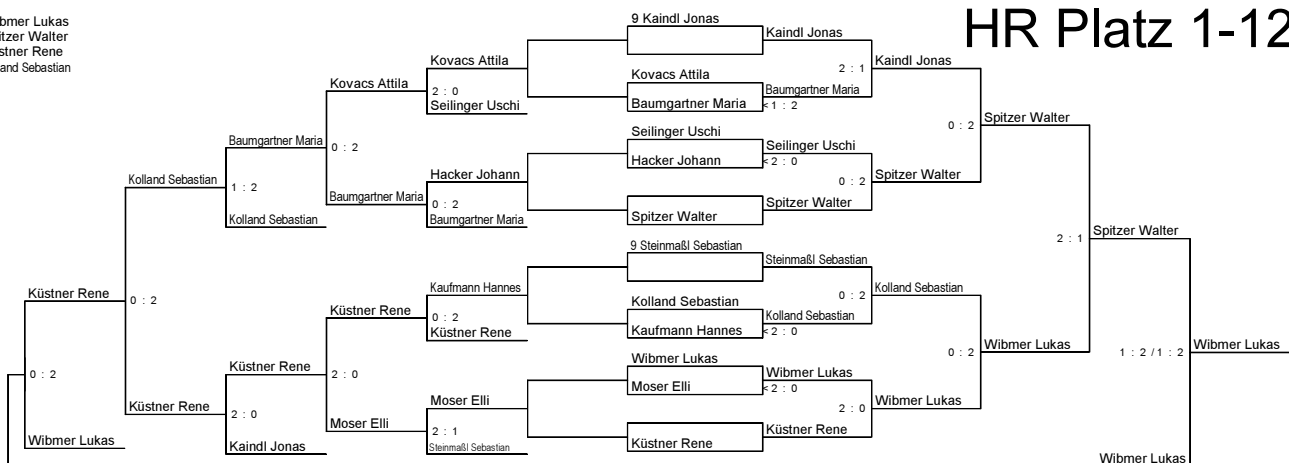 HR Platz 1-12
bmer Lukas
itzer Walter
stner Rene
and Sebastian
9 Kaindl Jonas
Kaindl Jonas
2 : 1
Kaindl Jonas
Kovacs Attila
Kovacs Attila
Baumgartner Maria
Baumgartner Maria
< 1 : 2
Kovacs Attila
2 : 0
Seilinger Uschi
0 : 2
Spitzer Walter
Seilinger Uschi
Hacker Johann
Seilinger Uschi
< 2 : 0
Baumgartner Maria
0 : 2
Hacker Johann
0 : 2
Spitzer Walter
Kolland Sebastian
1 : 2
Baumgartner Maria
0 : 2
Baumgartner Maria
Spitzer Walter
Spitzer Walter
Kolland Sebastian
2 : 1
Spitzer Walter
9 Steinmaßl Sebastian
Steinmaßl Sebastian
Küstner Rene
0 : 2
Kaufmann Hannes
0 : 2
Kolland Sebastian
Küstner Rene
0 : 2
Küstner Rene
Kolland Sebastian
Kaufmann Hannes
Kolland Sebastian
< 2 : 0
0 : 2
Wibmer Lukas
1 : 2 / 1 : 2
Wibmer Lukas
0 : 2
Küstner Rene
2 : 0
Wibmer Lukas
Moser Elli
Wibmer Lukas
< 2 : 0
Küstner Rene
2 : 0
Moser Elli
2 : 0
Wibmer Lukas
Moser Elli
2 : 1
Steinmaßl Sebastian
Küstner Rene
Küstner Rene
Wibmer Lukas
Kaindl Jonas
Wibmer Lukas